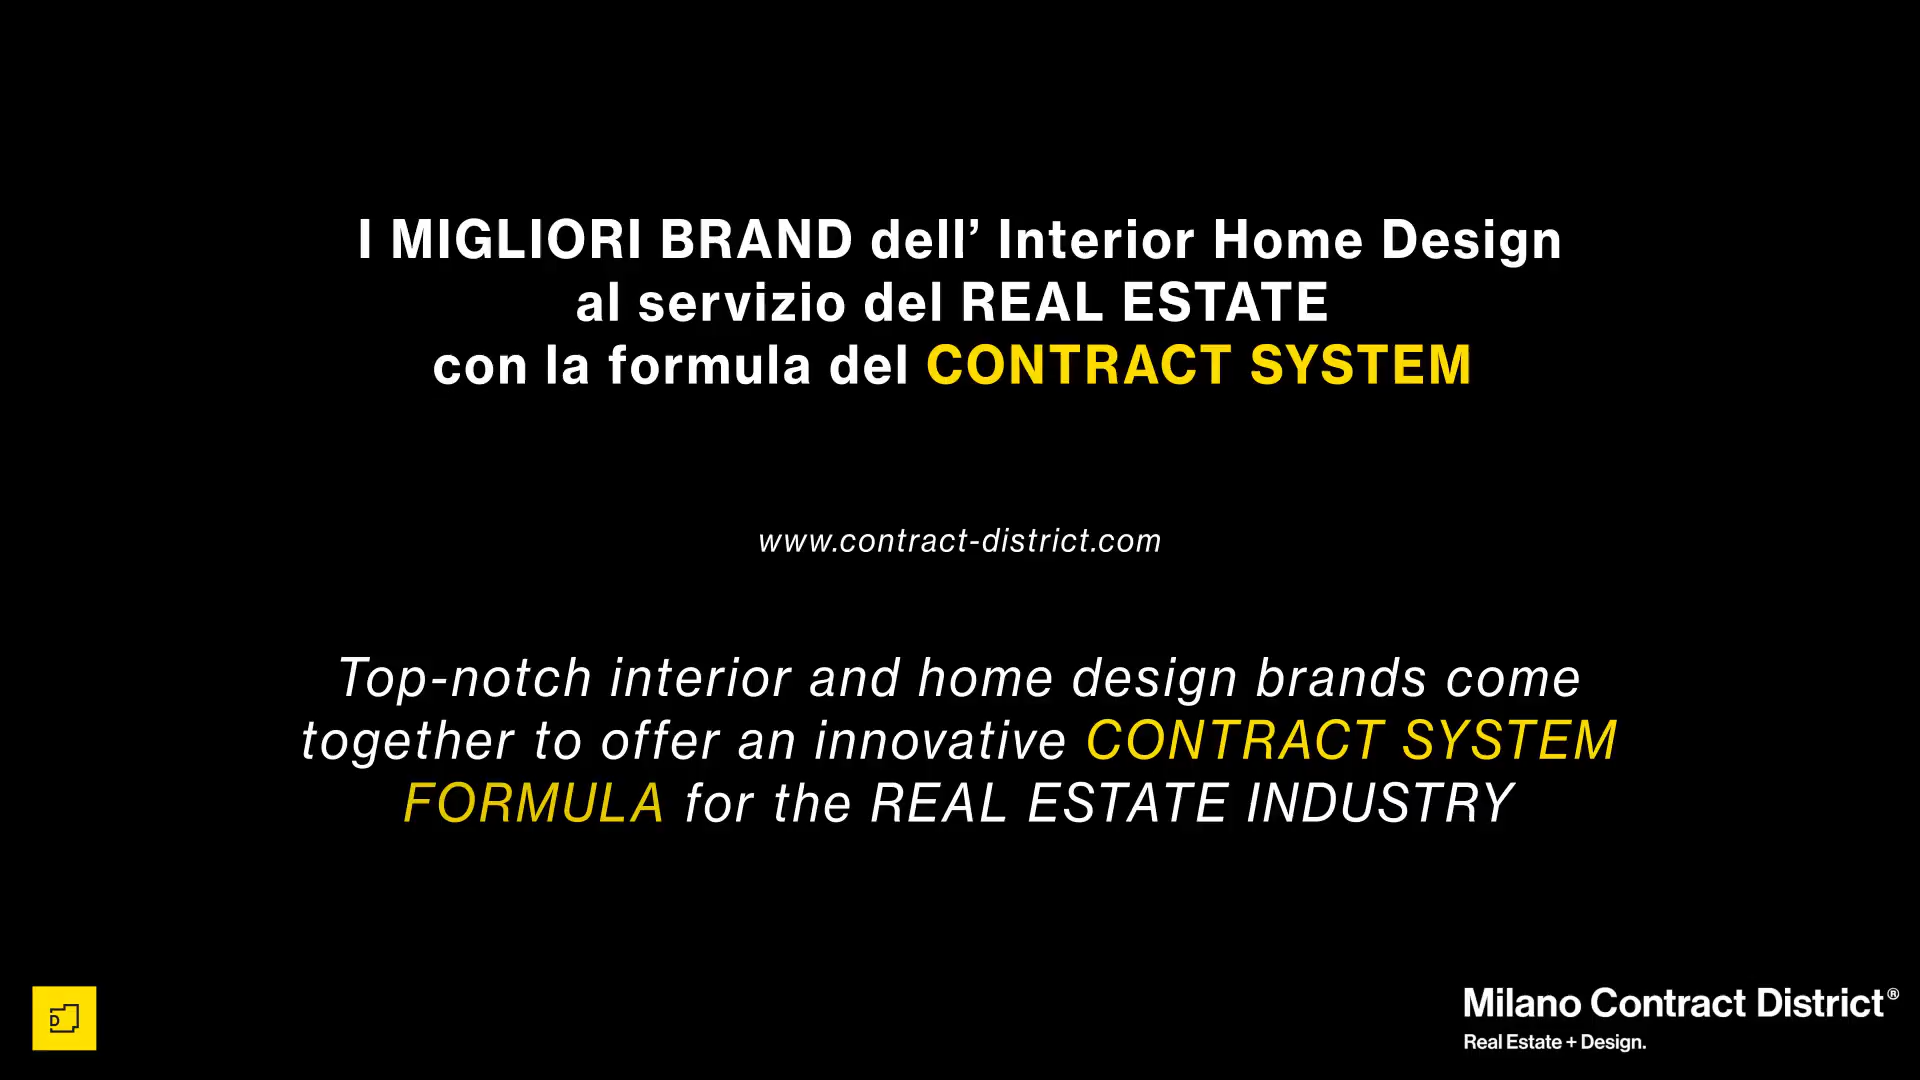 I MIGLIORI BRAND dell’ Interior Home Design
al servizio del REAL ESTATE
con la formula del CONTRACT SYSTEM
www.contract-district.com
Top-notch interior and home design brands come
together to offer an innovative CONTRACT SYSTEM
FORMULA for the REAL ESTATE INDUSTRY
D
Milano Contract District®
Real Estate + Design.